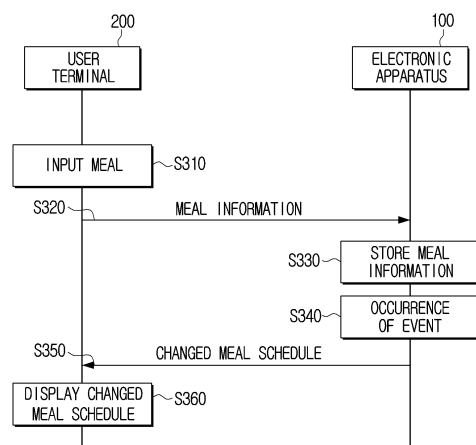 200
100
USER
TERMINAL
ELECTRONIC
APPARATUS
INPUT MEAL
S310
S320
MEAL INFORMATION
S330
STORE MEAL
INFORMATION
S340
OCCURRENCE
OF EVENT
S350
CHANGED MEAL SCHEDULE
DISPLAY CHANGED
MEAL SCHEDULE
S360